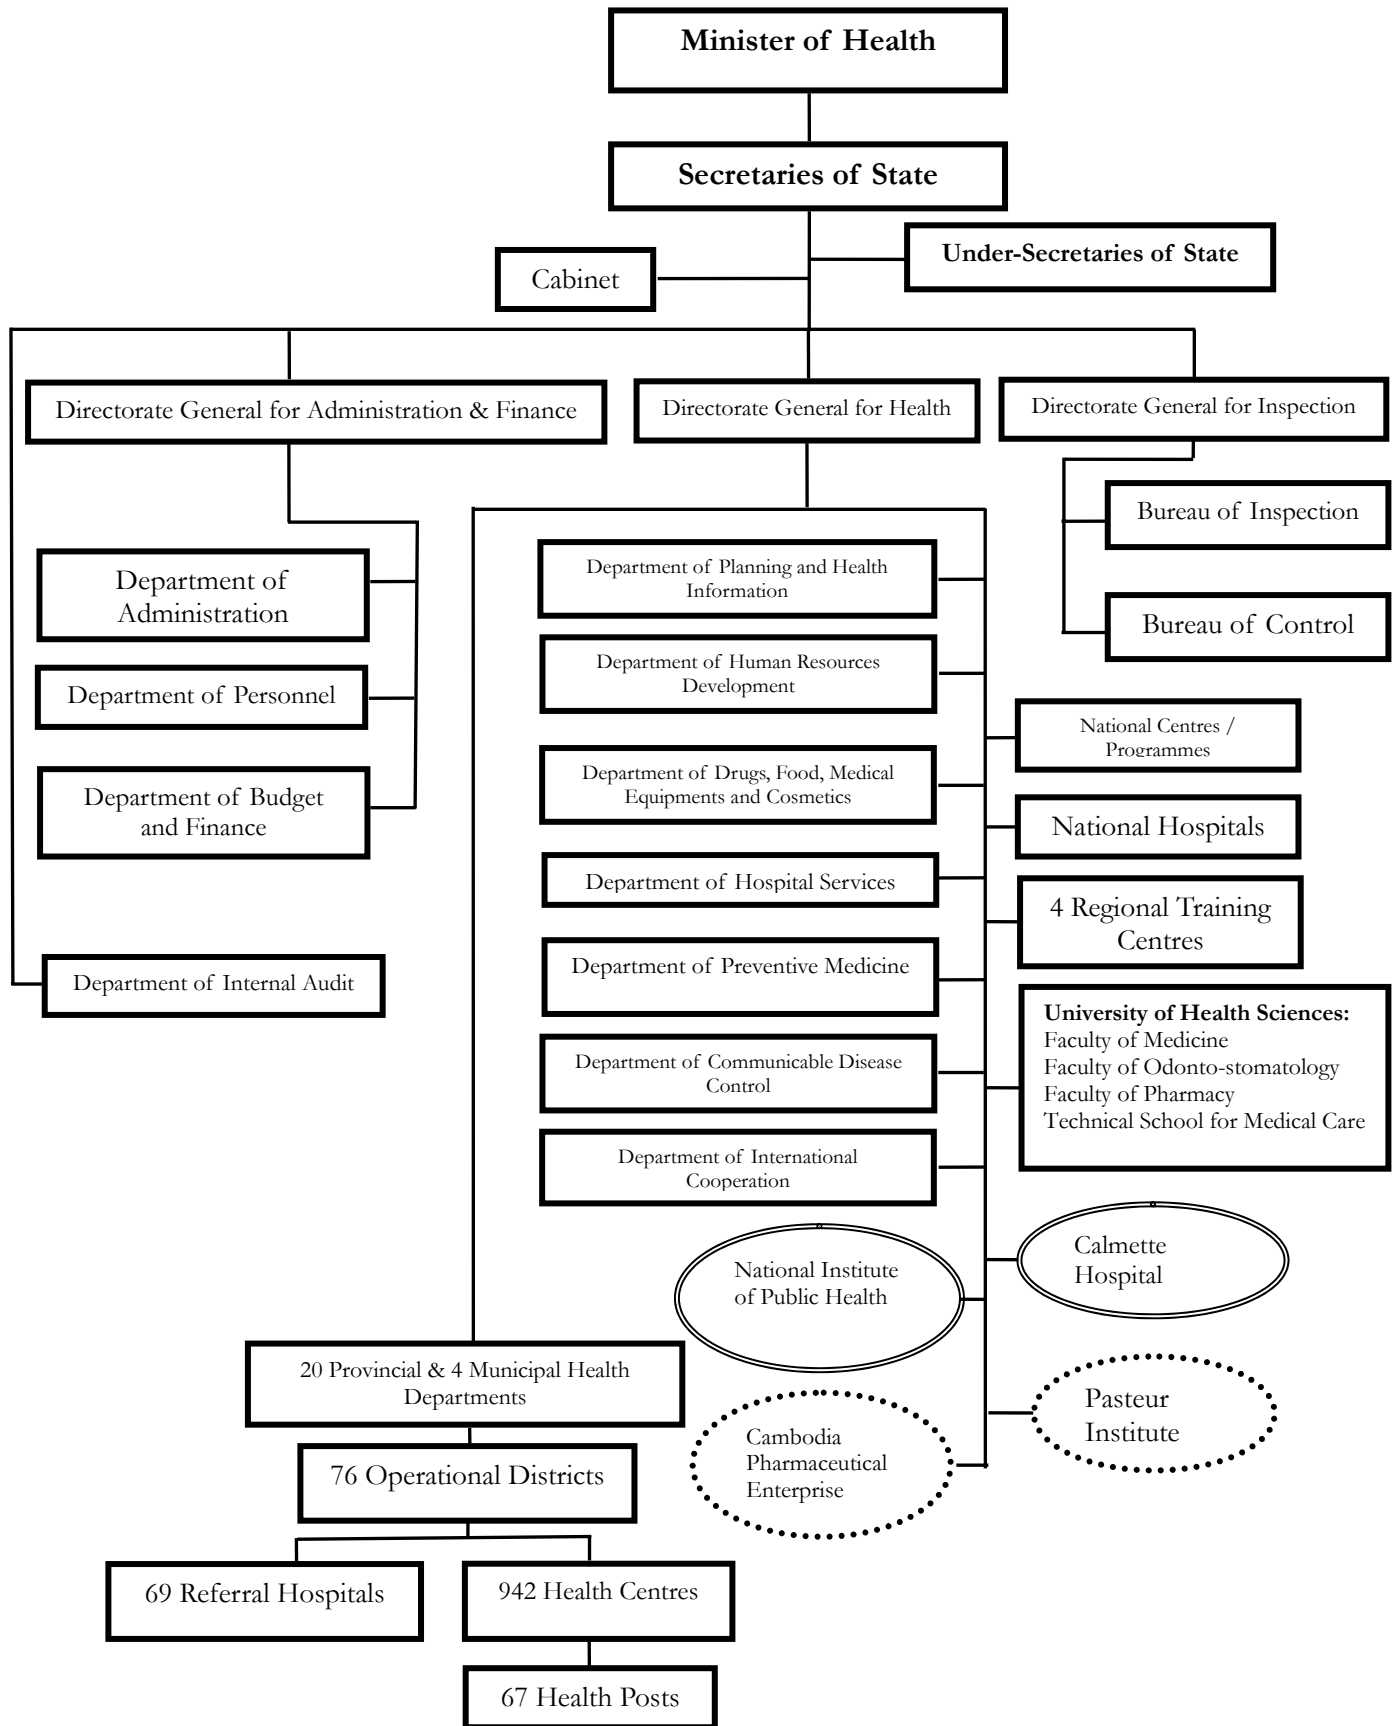 Minister of Health
Secretaries of State
Under-Secretaries of State
Cabinet
Directorate General for Administration & Finance
Directorate General for Health
Directorate General for Inspection
Bureau of Inspection
Bureau of Control
Department of
Administration
Department of Personnel
Department of Budget
and Finance
Department of Internal Audit
Department of Planning and Health
Information
Department of Human Resources
Development
Department of Drugs, Food, Medical
Equipments and Cosmetics
Department of Hospital Services
Department of Preventive Medicine
Department of Communicable Disease
Control
Department of International
Cooperation
National Centres /
Programmes
National Hospitals
4 Regional Training
Centres
University of Health Sciences:
Faculty of Medicine
Faculty of Odonto-stomatology
Faculty of Pharmacy
Technical School for Medical Care
National Institute
of Public Health
Calmette
Hospital
Cambodia
Pharmaceutical
Enterprise
Pasteur
Institute
20 Provincial & 4 Municipal Health
Departments
76 Operational Districts
69 Referral Hospitals
942 Health Centres
67 Health Posts